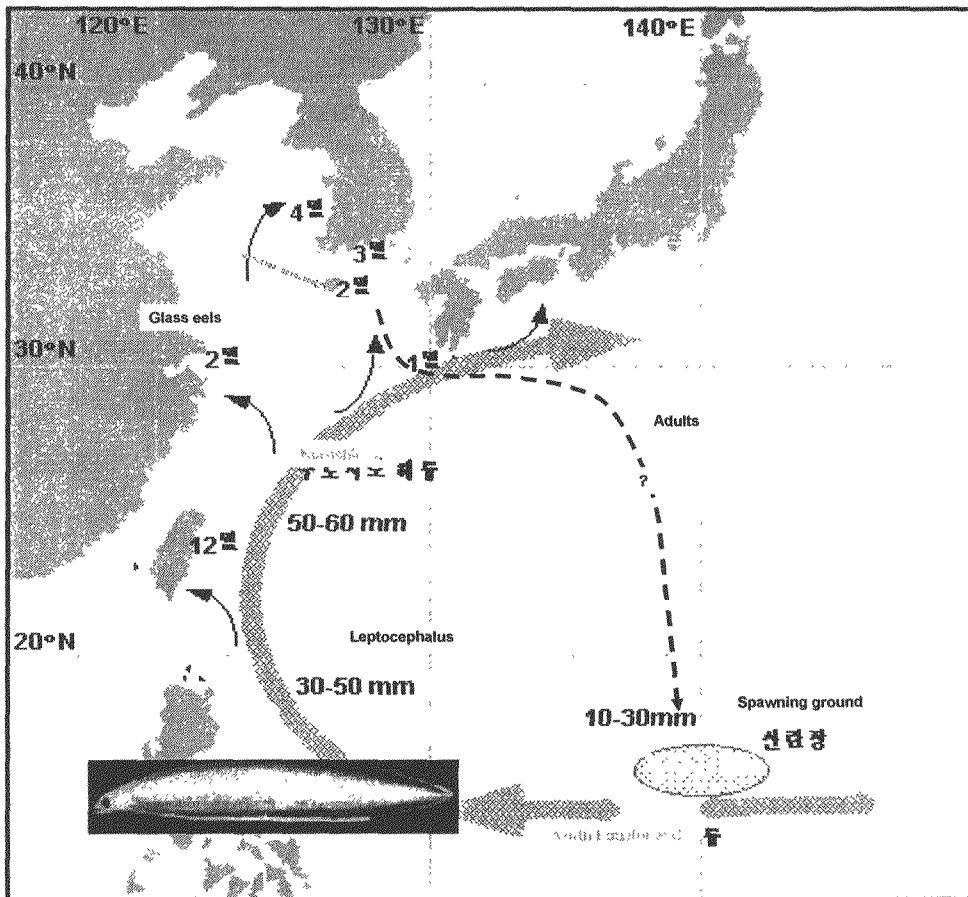 120°E 130°E 140°E
40°N
4월
3월
2월
Glass eels
30°N
2월
1월
Adults
?
50-60 mm
12월
20°N
Leptocephalus
30-50 mm
10-30mm
Spawning ground
산란장